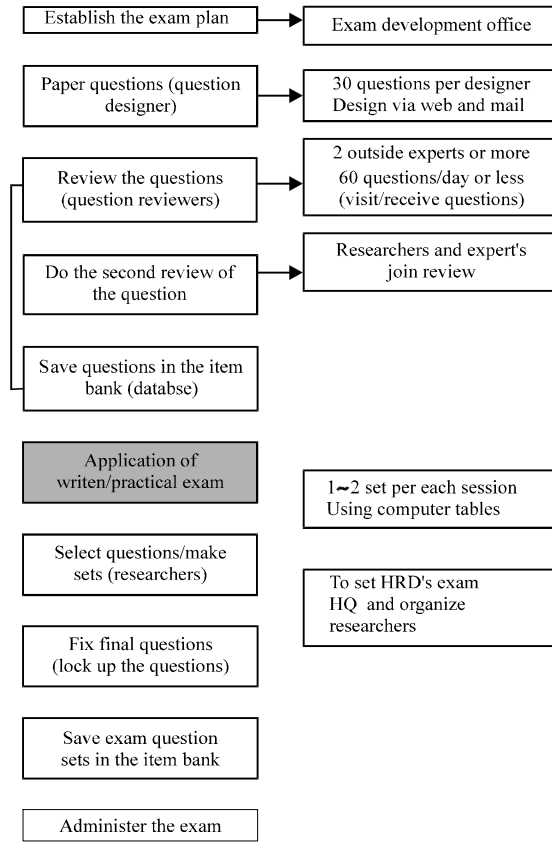 Establish the exam plan
Exam development office
Paper questions (question
designer)
30 questions per designer
Design via web and mail
Review the questions
(question reviewers)
2 outside experts or more
60 questions/day or less
(visit/receive questions)
Do the second review of
the question
Researchers and expert's
join review
Save questions in the item
bank (databse)
Application of
writen/practical exam
1~2 set per each session
Using computer tables
Select questions/make
sets (researchers)
To set HRD's exam
HQ and organize
researchers
Fix final questions
(lock up the questions)
Save exam question
sets in the item bank
Administer the exam